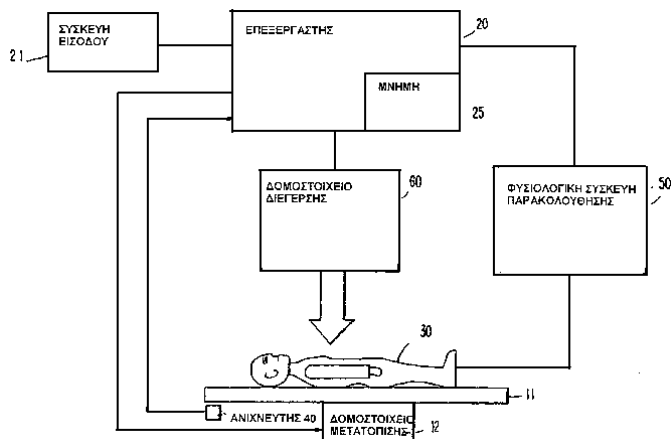 ΣΥΣΚΕΥΗ
ΕΙΣΟΔΟΥ
21
ΕΠΕΞΕΡΓΑΣΤΗΣ
20
ΜΝΗΜΗ
25
ΔΟΜΟΣΤΟΙΧΕΙΟ
ΔΙΕΓΕΡΣΗΣ
60
ΦΥΣΙΟΛΟΓΙΚΗ ΣΥΣΚΕΥΗ
ΠΑΡΑΚΟΛΟΥΘΗΣΗΣ
50
30
11
ΑΝΙΧΝΕΥΤΗΣ 40
ΔΟΜΟΣΤΟΙΧΕΙΟ
ΜΕΤΑΤΟΠΙΣΗΣ
12